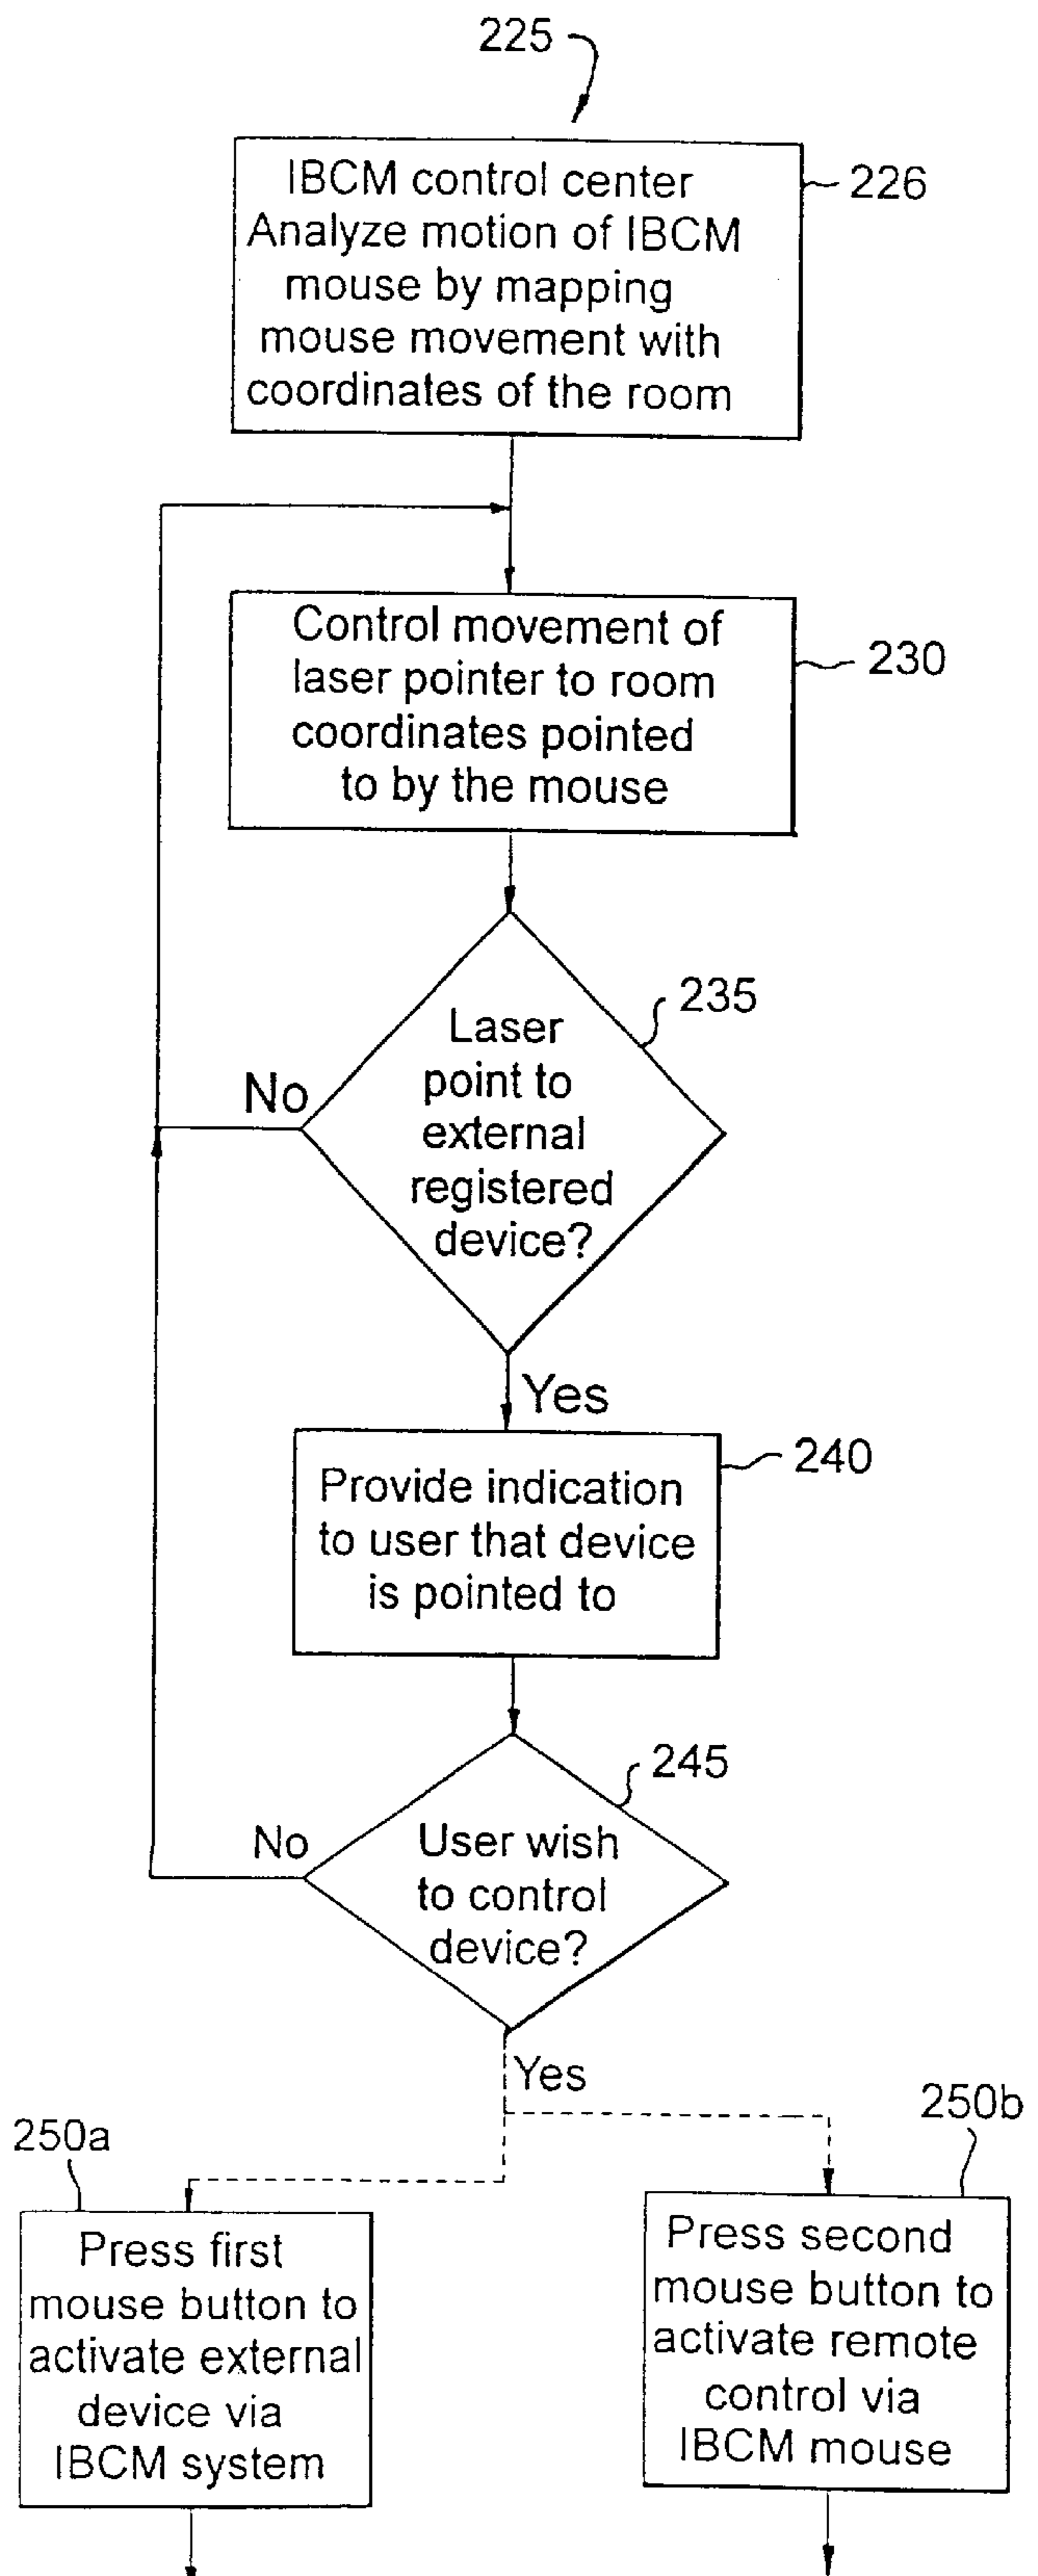 225
IBCM control center
Analyze motion of IBCM
mouse by mapping
mouse movement with
coordinates of the room
226
Control movement of
laser pointer to room
coordinates pointed
to by the mouse
230
235
Laser
point to
external
registered
device?
No
Yes
240
Provide indication
to user that device
is pointed to
245
User wish
to control
device?
No
Yes
250a
Press first
mouse button to
activate external
device via
IBCM system
250b
Press second
mouse button to
activate remote
control via
IBCM mouse